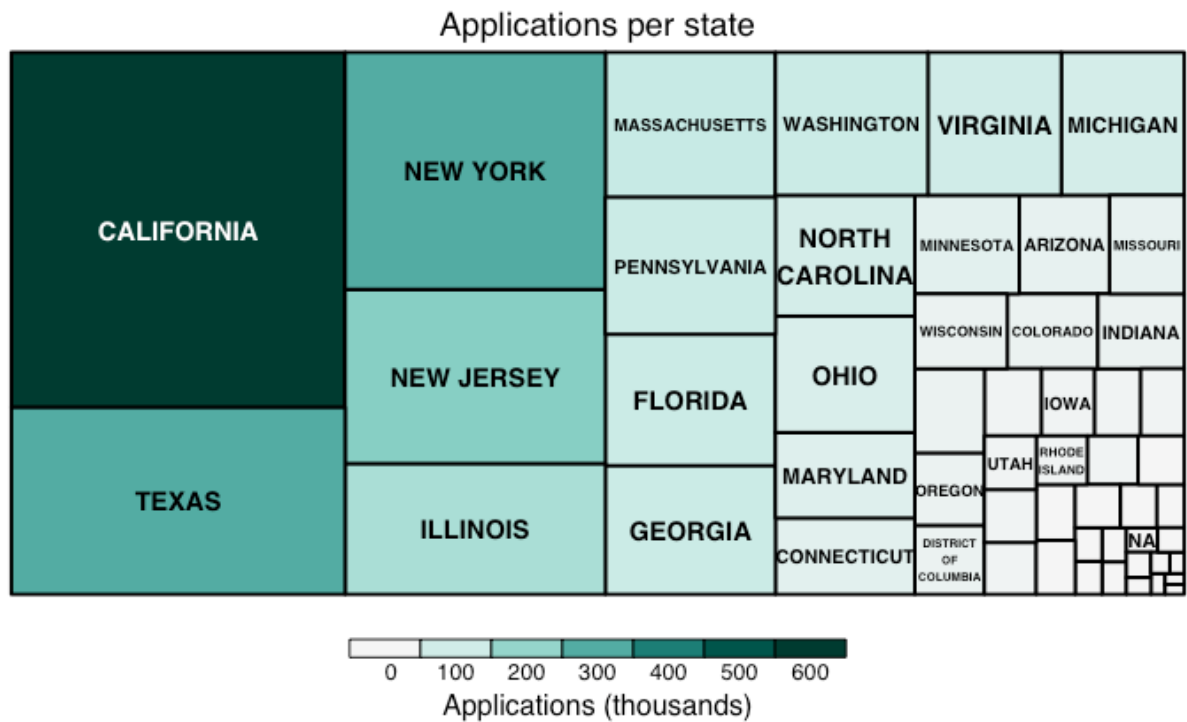 Applications per state
CALIFORNIA
TEXAS
NEW YORK
NEW JERSEY
ILLINOIS
MASSACHUSETTS
PENNSYLVANIA
FLORIDA
GEORGIA
WASHINGTON
VIRGINIA
MICHIGAN
NORTH
CAROLINA
OHIO
MARYLAND
CONNECTICUT
MINNESOTA
ARIZONA
MISSOURI
WISCONSIN
COLORADO
INDIANA
IOWA
OREGON
UTAH
RHODE
ISLAND
DISTRICT
OF
COLUMBIA
NA
0 100 200 300 400 500 600
Applications (thousands)